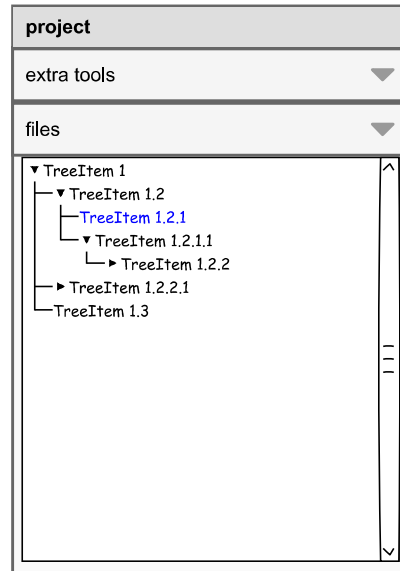 project
extra tools
files
TreeItem 1
TreeItem 1.2
TreeItem 1.2.1
TreeItem 1.2.1.1
TreeItem 1.2.2
TreeItem 1.2.2.1
TreeItem 1.3